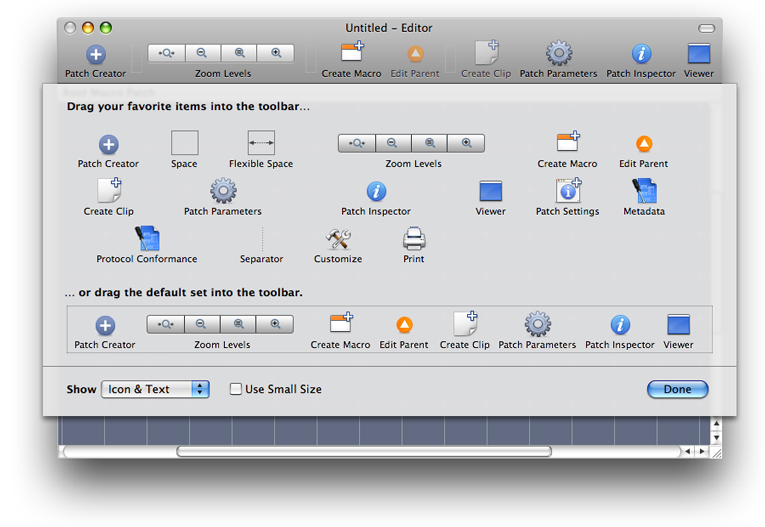 Untitled – Editor
Patch Creator Zoom Levels Create Macro Edit Parent Create Clip Patch Parameters Patch Inspector Viewer
Root Macro Patch
Drag your favorite items into the toolbar...
Patch Creator Space Flexible Space Zoom Levels Create Macro Edit Parent
Create Clip Patch Parameters Patch Inspector Viewer Patch Settings Metadata
Protocol Conformance Separator Customize Print
... or drag the default set into the toolbar.
Patch Creator Zoom Levels Create Macro Edit Parent Create Clip Patch Parameters Patch Inspector Viewer
Show Icon & Text Use Small Size Done